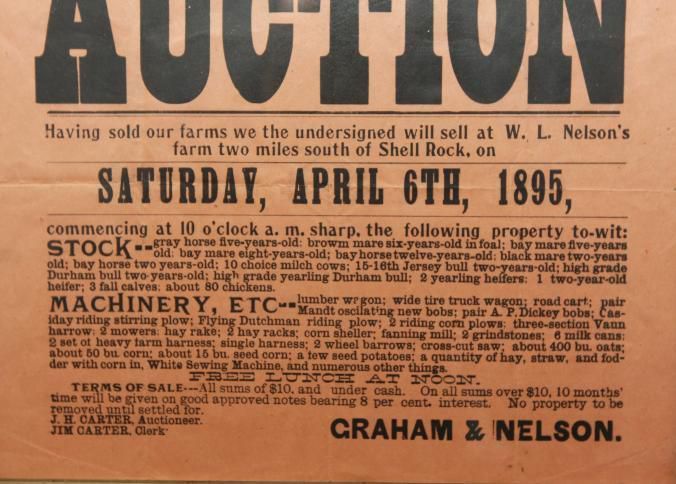 AUCTION
Having sold our farms we the undersigned will sell at W. L. Nelson's
farm two miles south of Shell Rock, on
SATURDAY, APRIL 6TH, 1895,
commencing at 10 o'clock a. m. sharp, the following property to-wit:
STOCK--gray horse five-years-old: browm mare six-years-old in foal; bay mare five-years
old: bay mare eight-years-old; bay horse twelve-years-old: black mare two-years
old; bay horse two years-old; 10 choice milch cows; 15-16th Jersey bull two-years-old; high grade
Durham bull two-years-old; high grade yearling Durham bull; 2 yearling heifers: 1 two-year-old
heifer; 3 fall calves: about 80 chickens.
MACHINERY, ETC--lumber wagon; wide tire truck wagon; road cart; pair
Mandt oscilating new bobs; pair A. P. Dickey bobs; Cas-
iday riding stirring plow; Flying Dutchman riding plow; 2 riding corn plows: three-section Vaun
harrow: 2 mowers: hay rake; 2 hay racks; corn sheller; fanning mill; 2 grindstones; 6 milk cans;
2 set of heavy farm harness; single harness; 2 wheel barrows; cross-cut saw; about 400 bu. oats;
about 50 bu. corn; about 15 bu. seed corn; a few seed potatoes; a quantity of hay, straw, and fod-
der with corn in, White Sewing Machine, and numerous other things.
FREE LUNCH AT NOON.
TERMS OF SALE---All sums of $10. and under cash. On all sums over $10, 10 months'
time will be given on good approved notes bearing 8 per cent. interest. No property to be
removed until settled for.
J. H. CARTER, Auctioneer.
JIM CARTER, Clerk
GRAHAM & NELSON.